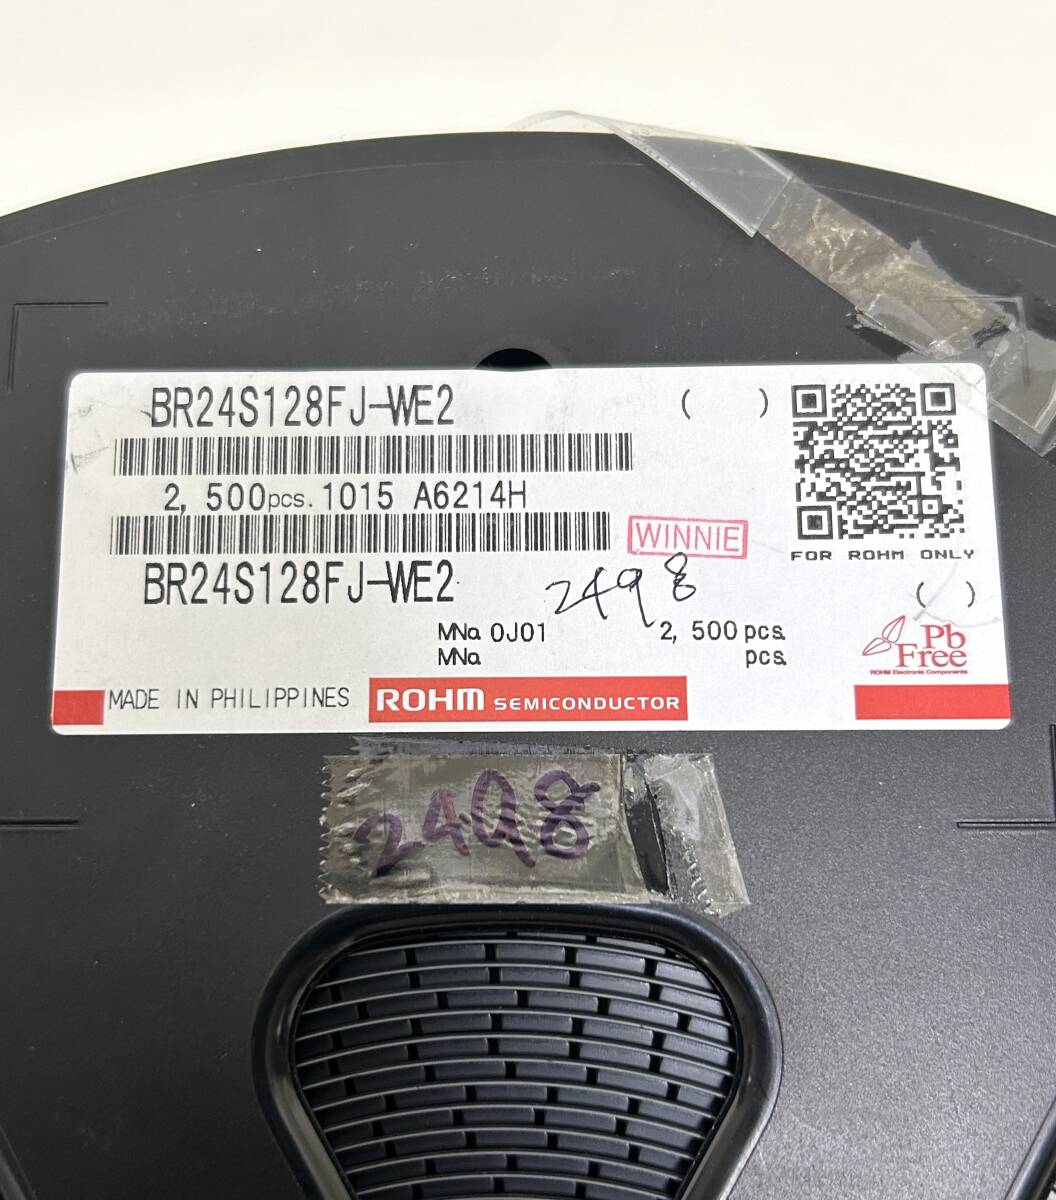 BR24S128FJ-WE2 (   )
2, 500pcs. 1015 A6214H
WINNIE
FOR ROHM ONLY
BR24S128FJ-WE2 2498 (   )
MNo. 0J01 2, 500 pcs.
MNo. pcs.
Pb
Free
ROHM Electronic Components
MADE IN PHILIPPINES ROHM SEMICONDUCTOR
2498